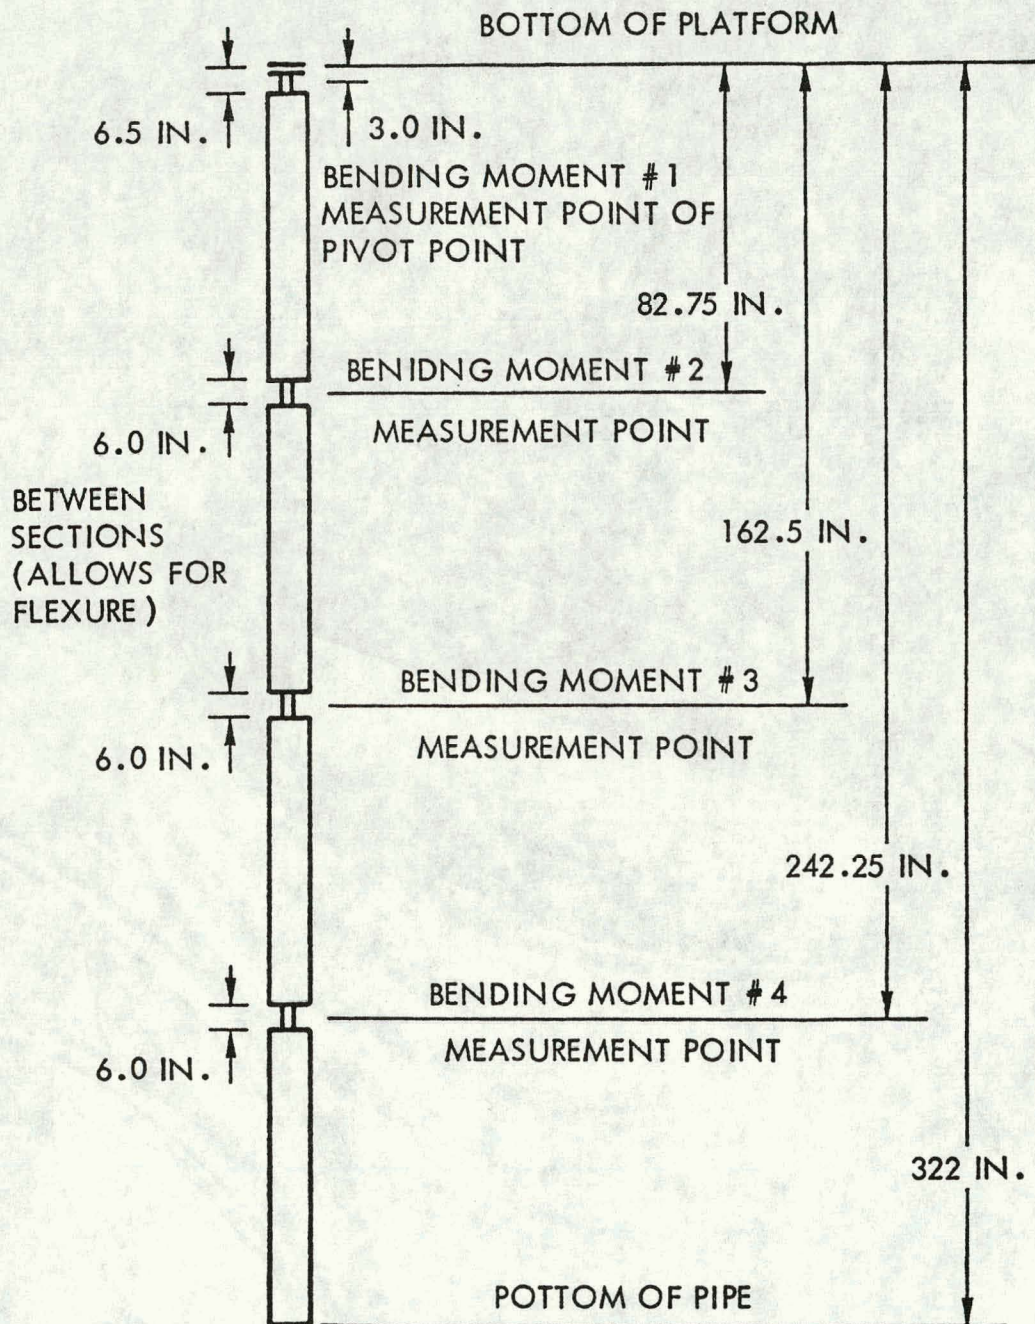 BOTTOM OF PLATFORM
6.5 IN.
3.0 IN.
BENDING MOMENT #1
MEASUREMENT POINT OF
PIVOT POINT
82.75 IN.
BENIDNG MOMENT #2
MEASUREMENT POINT
6.0 IN.
BETWEEN
SECTIONS
(ALLOWS FOR
FLEXURE)
162.5 IN.
BENDING MOMENT #3
MEASUREMENT POINT
6.0 IN.
242.25 IN.
BENDING MOMENT #4
MEASUREMENT POINT
6.0 IN.
322 IN.
POTTOM OF PIPE